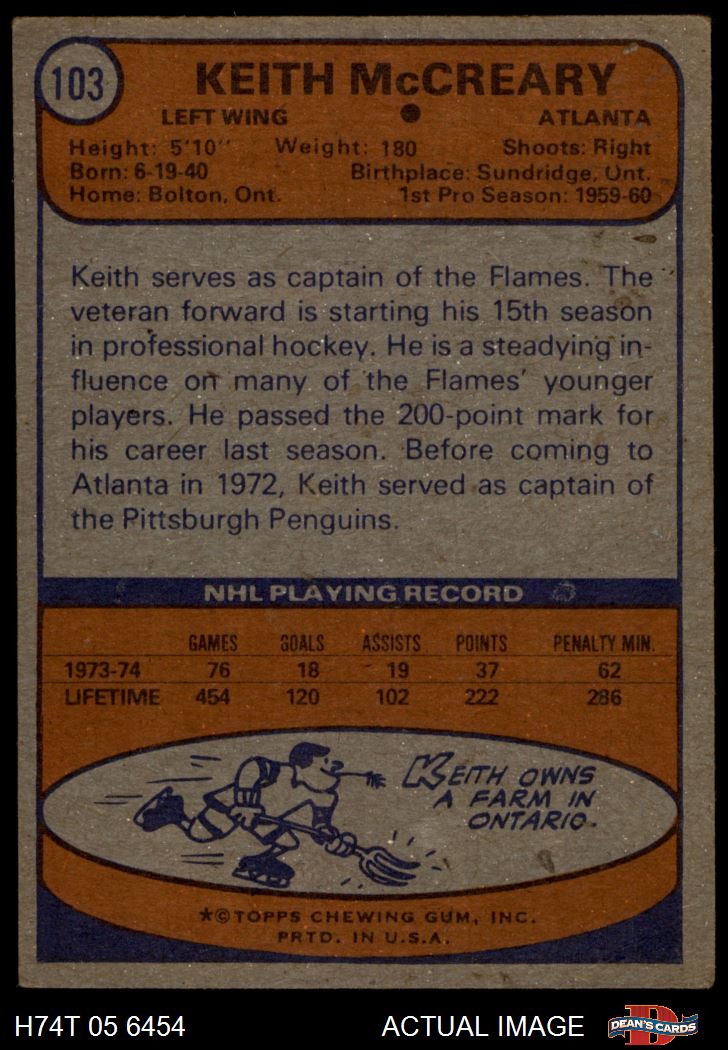 103
KEITH McCREARY
LEFT WING ● ATLANTA
Height: 5'10" Weight: 180 Shoots: Right
Born: 6-19-40 Birthplace: Sundridge, Ont.
Home: Bolton, Ont. 1st Pro Season: 1959-60
Keith serves as captain of the Flames. The
veteran forward is starting his 15th season
in professional hockey. He is a steadying in-
fluence on many of the Flames' younger
players. He passed the 200-point mark for
his career last season. Before coming to
Atlanta in 1972, Keith served as captain of
the Pittsburgh Penguins.
NHL PLAYING RECORD
GAMES GOALS ASSISTS POINTS PENALTY MIN.
1973-74 76 18 19 37 62
LIFETIME 454 120 102 222 286
KEITH OWNS
A FARM IN
ONTARIO.
★©TOPPS CHEWING GUM, INC.
PRTD. IN U.S.A.
H74T 05 6454 ACTUAL IMAGE D DEAN'S CARDS